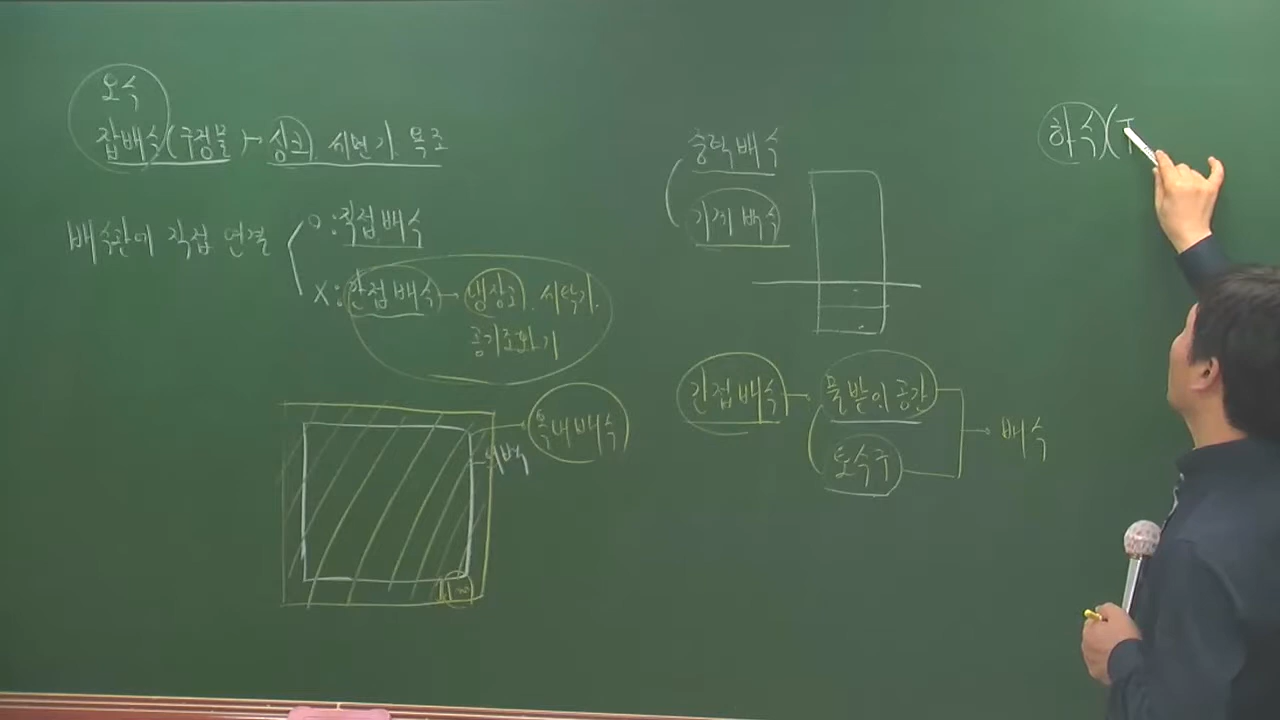 오수
잡배수(구정물 → 싱크. 세면기. 욕조
배수관에 직접 연결
O : 직접배수
X : 간접배수 → 냉장고. 세탁기.
공기조화기
옥내배수
외벽
중력배수
기계배수
간접배수 → 물받이 공간
토수구
→ 배수
하수(